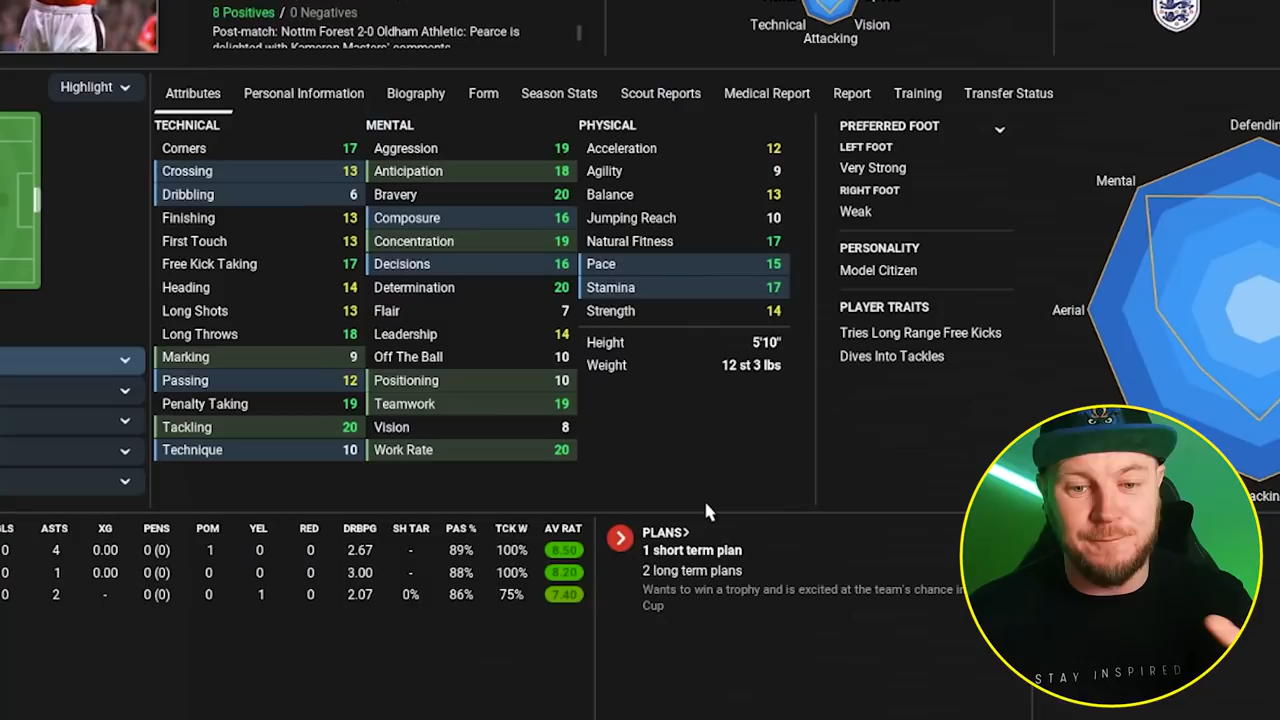 8 Positives / 0 Negatives
Post-match: Nottm Forest 2-0 Oldham Athletic: Pearce is
delighted with Kameron Masters' comments
Technical
Vision
Attacking
Highlight
Attributes Personal Information Biography Form Season Stats Scout Reports Medical Report Report Training Transfer Status
TECHNICAL
Corners 17
Crossing 13
Dribbling 6
Finishing 13
First Touch 13
Free Kick Taking 17
Heading 14
Long Shots 13
Long Throws 18
Marking 9
Passing 12
Penalty Taking 19
Tackling 20
Technique 10
MENTAL
Aggression 19
Anticipation 18
Bravery 20
Composure 16
Concentration 19
Decisions 16
Determination 20
Flair 7
Leadership 14
Off The Ball 10
Positioning 10
Teamwork 19
Vision 8
Work Rate 20
PHYSICAL
Acceleration 12
Agility 9
Balance 13
Jumping Reach 10
Natural Fitness 17
Pace 15
Stamina 17
Strength 14
Height 5'10"
Weight 12 st 3 lbs
PREFERRED FOOT
LEFT FOOT
Very Strong
RIGHT FOOT
Weak
PERSONALITY
Model Citizen
PLAYER TRAITS
Tries Long Range Free Kicks
Dives Into Tackles
Defendin
Mental
Aerial
ackin
LS ASTS XG PENS POM YEL RED DRBPG SH TAR PAS % TCK W AV RAT
0 4 0.00 0 (0) 1 0 0 2.67 - 89% 100% 8.50
0 1 0.00 0 (0) 0 0 0 3.00 - 88% 100% 8.20
0 2 - 0 (0) 0 1 0 2.07 0% 86% 75% 7.40
PLANS>
1 short term plan
2 long term plans
Wants to win a trophy and is excited at the team's chance in
Cup
STAY INSPIRED